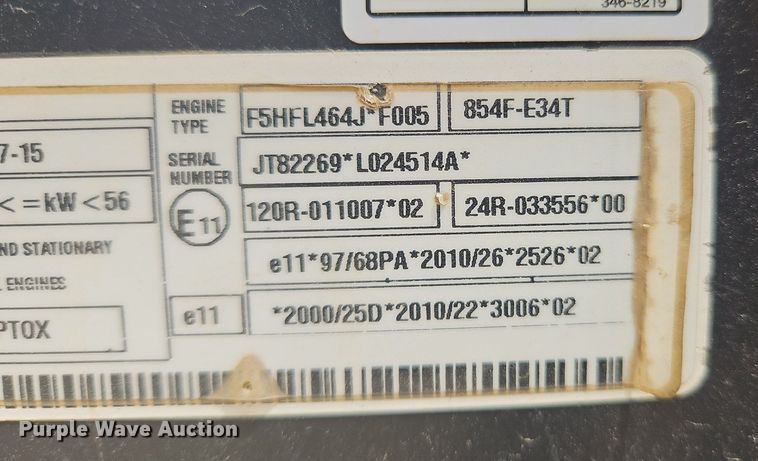 346-8219
ENGINE TYPE F5HFL464J*F005 854F-E34T
7-15
SERIAL NUMBER JT82269*L024514A*
< =kW < 56
E 11 120R-011007*02 24R-033556*00
ND STATIONARY
ENGINES
e11*97/68PA*2010/26*2526*02
PTOX
e11 *2000/25D*2010/22*3006*02
Purple Wave Auction